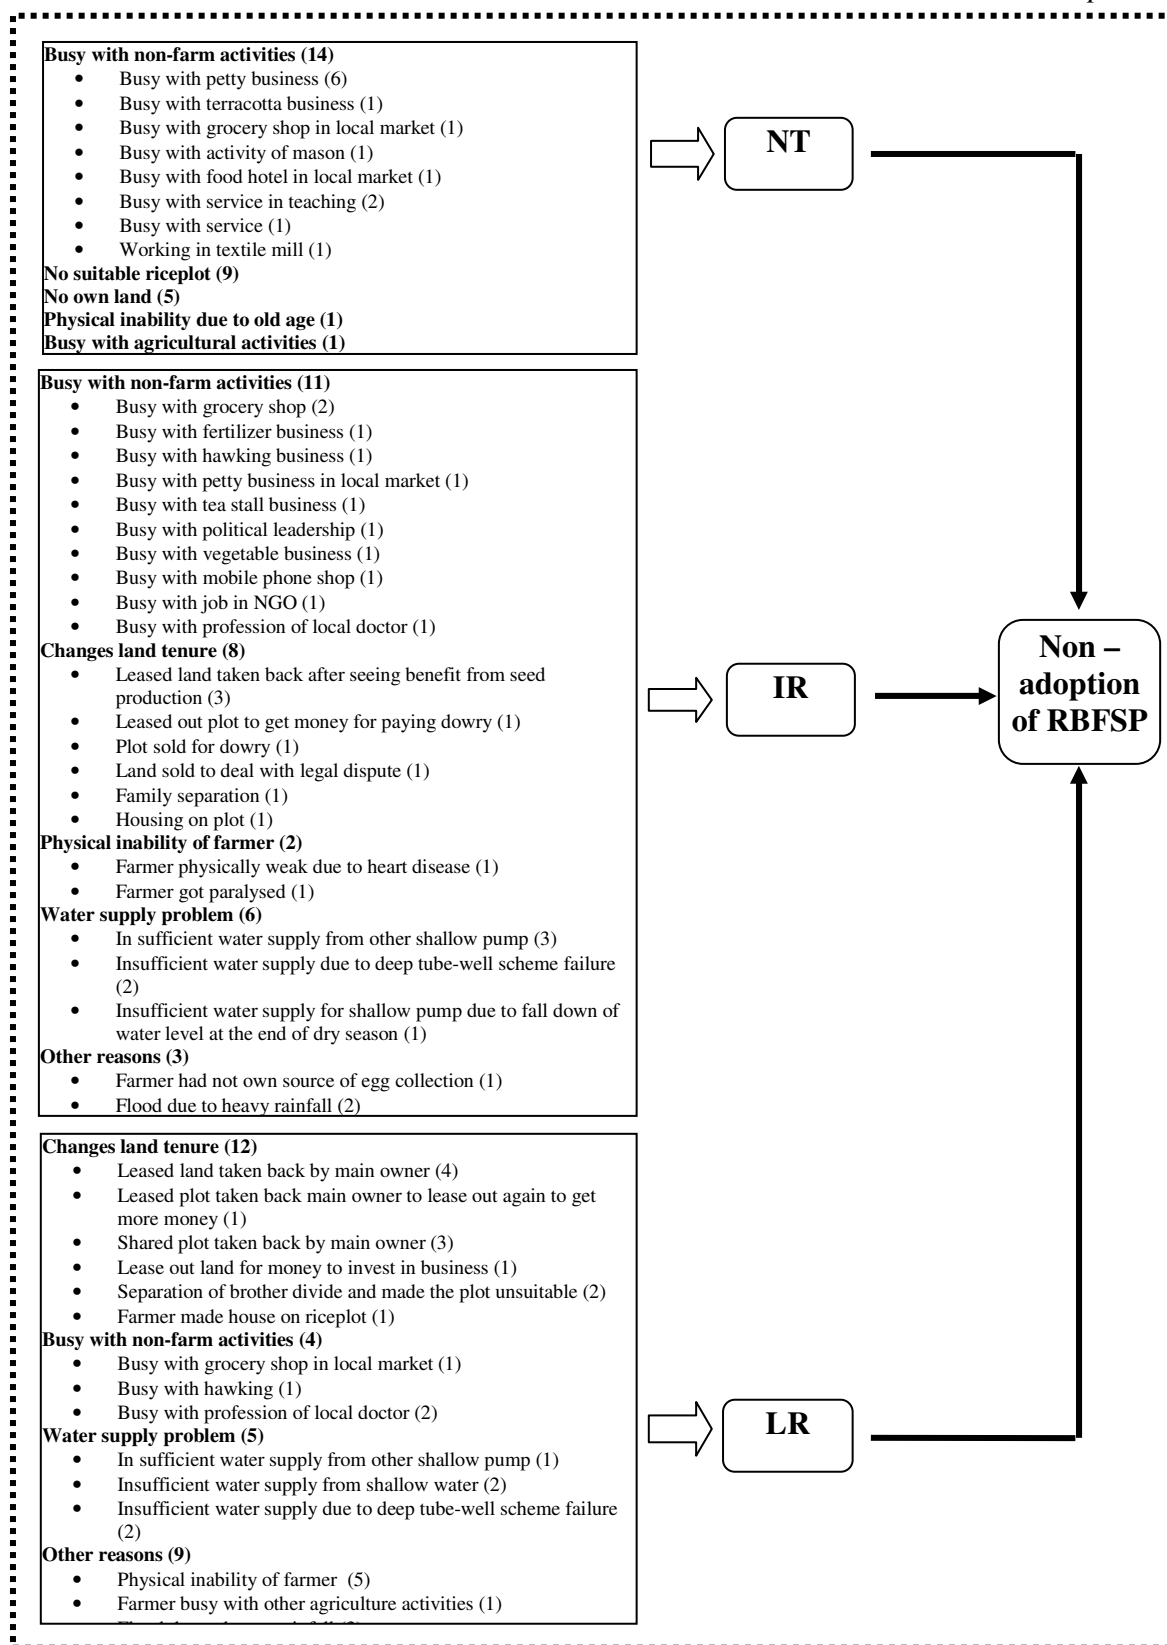 Busy with non-farm activities (14)
• Busy with petty business (6)
• Busy with terracotta business (1)
• Busy with grocery shop in local market (1)
• Busy with activity of mason (1)
• Busy with food hotel in local market (1)
• Busy with service in teaching (2)
• Busy with service (1)
• Working in textile mill (1)
No suitable riceplot (9)
No own land (5)
Physical inability due to old age (1)
Busy with agricultural activities (1)
NT
Busy with non-farm activities (11)
• Busy with grocery shop (2)
• Busy with fertilizer business (1)
• Busy with hawking business (1)
• Busy with petty business in local market (1)
• Busy with tea stall business (1)
• Busy with political leadership (1)
• Busy with vegetable business (1)
• Busy with mobile phone shop (1)
• Busy with job in NGO (1)
• Busy with profession of local doctor (1)
Changes land tenure (8)
• Leased land taken back after seeing benefit from seed
production (3)
• Leased out plot to get money for paying dowry (1)
• Plot sold for dowry (1)
• Land sold to deal with legal dispute (1)
• Family separation (1)
• Housing on plot (1)
Physical inability of farmer (2)
• Farmer physically weak due to heart disease (1)
• Farmer got paralysed (1)
Water supply problem (6)
• In sufficient water supply from other shallow pump (3)
• Insufficient water supply due to deep tube-well scheme failure
(2)
• Insufficient water supply for shallow pump due to fall down of
water level at the end of dry season (1)
Other reasons (3)
• Farmer had not own source of egg collection (1)
• Flood due to heavy rainfall (2)
IR
Non –
adoption
of RBFSP
Changes land tenure (12)
• Leased land taken back by main owner (4)
• Leased plot taken back main owner to lease out again to get
more money (1)
• Shared plot taken back by main owner (3)
• Lease out land for money to invest in business (1)
• Separation of brother divide and made the plot unsuitable (2)
• Farmer made house on riceplot (1)
Busy with non-farm activities (4)
• Busy with grocery shop in local market (1)
• Busy with hawking (1)
• Busy with profession of local doctor (2)
Water supply problem (5)
• In sufficient water supply from other shallow pump (1)
• Insufficient water supply from shallow water (2)
• Insufficient water supply due to deep tube-well scheme failure
(2)
Other reasons (9)
• Physical inability of farmer (5)
• Farmer busy with other agriculture activities (1)
LR